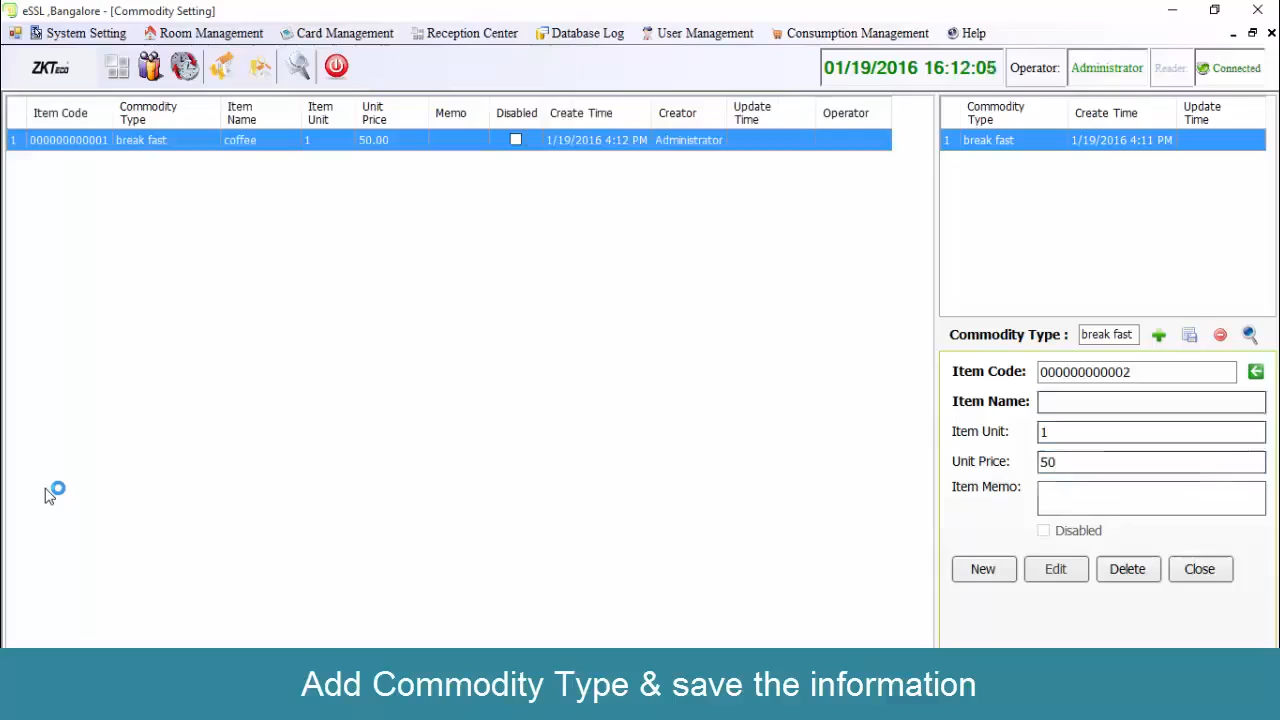 eSSL ,Bangalore - [Commodity Setting]
System Setting Room Management Card Management Reception Center Database Log User Management Consumption Management Help
ZKTeco 01/19/2016 16:12:05 Operator: Administrator Reader: Connected
Item Code Commodity Type Item Name Item Unit Unit Price Memo Disabled Create Time Creator Update Time Operator
1 000000000001 break fast coffee 1 50.00 1/19/2016 4:12 PM Administrator
Commodity Type Create Time Update Time
1 break fast 1/19/2016 4:11 PM
Commodity Type : break fast
Item Code: 000000000002
Item Name:
Item Unit: 1
Unit Price: 50
Item Memo:
Disabled
New Edit Delete Close
Add Commodity Type & save the information